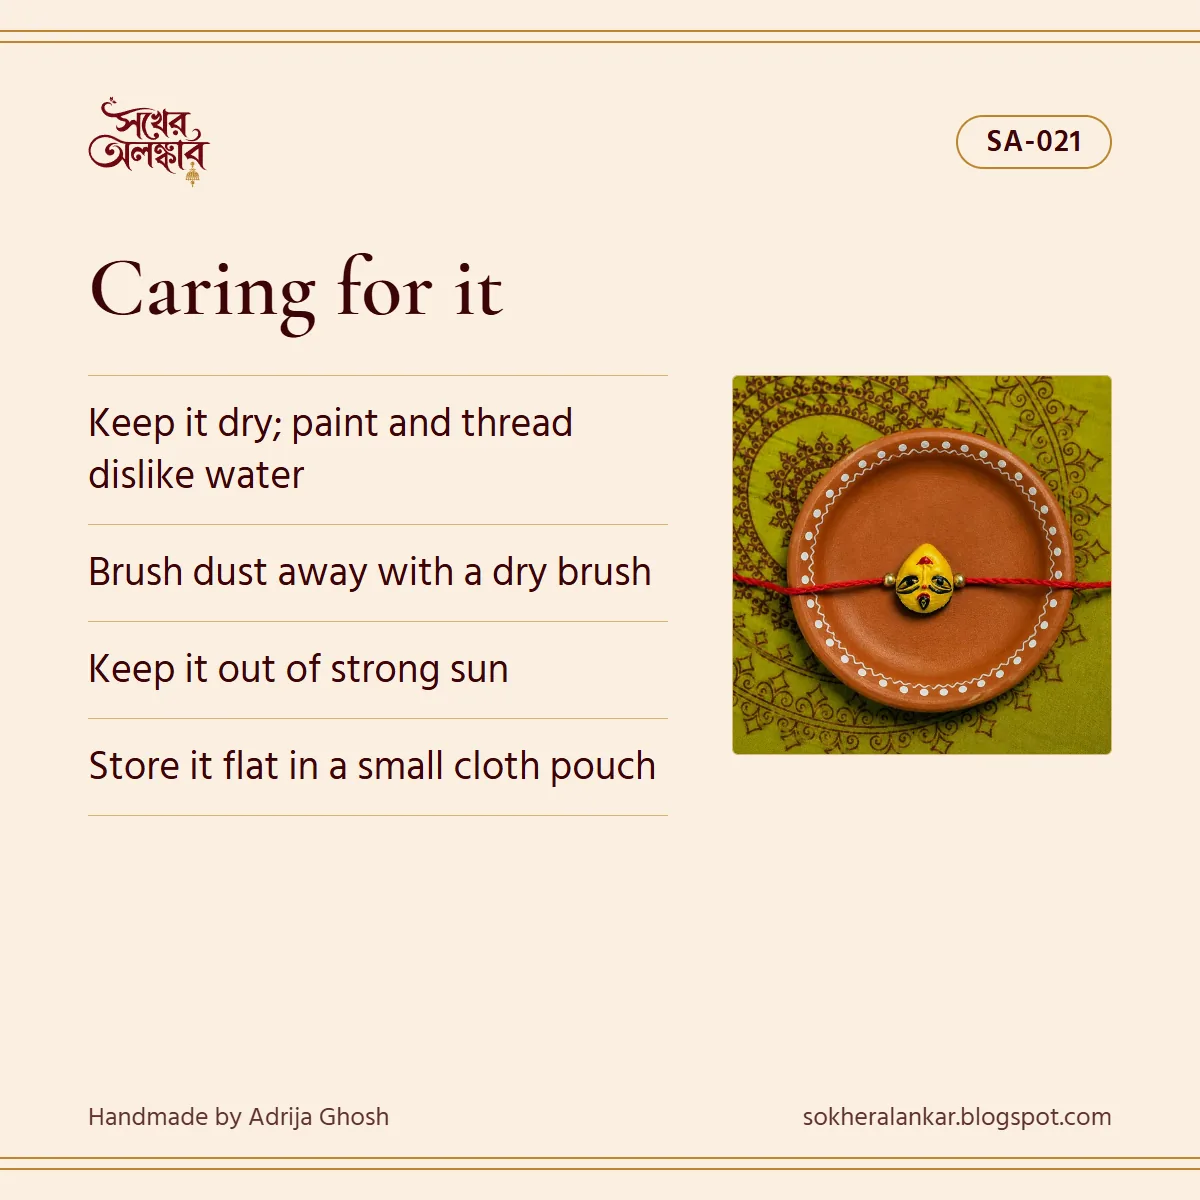 সখের
অলঙ্কার
SA-021
Caring for it
Keep it dry; paint and thread
dislike water
Brush dust away with a dry brush
Keep it out of strong sun
Store it flat in a small cloth pouch
Handmade by Adrija Ghosh
sokheralankar.blogspot.com